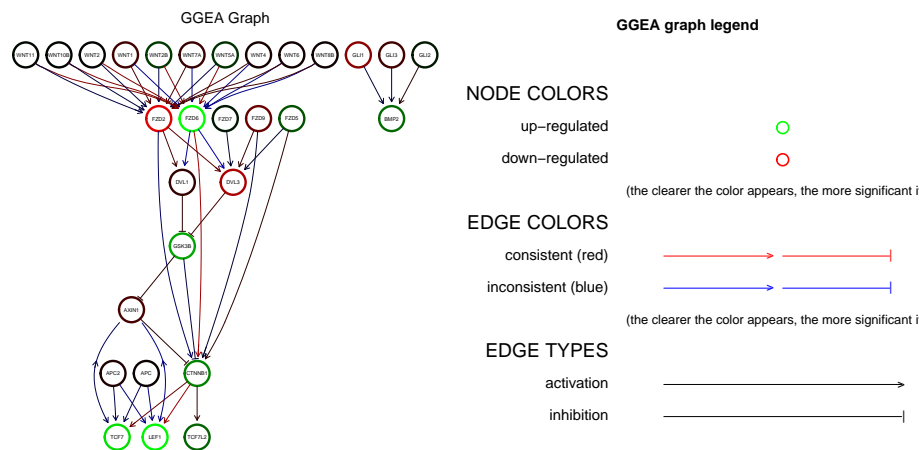 GGEA Graph
GGEA graph legend
WNT11 WNT10B WNT2 WNT1 WNT2B WNT7A WNT5A WNT4 WNT6 WNT8B GLI1 GLI3 GLI2
NODE COLORS
FZD2 FZD6 FZD7 FZD9 FZD5 BMP2
up−regulated
down−regulated
DVL1 DVL3
(the clearer the color appears, the more significant i
EDGE COLORS
GSK3B
consistent (red)
inconsistent (blue)
AXIN1
(the clearer the color appears, the more significant i
EDGE TYPES
APC2 APC CTNNB1
activation
inhibition
TCF7 LEF1 TCF7L2